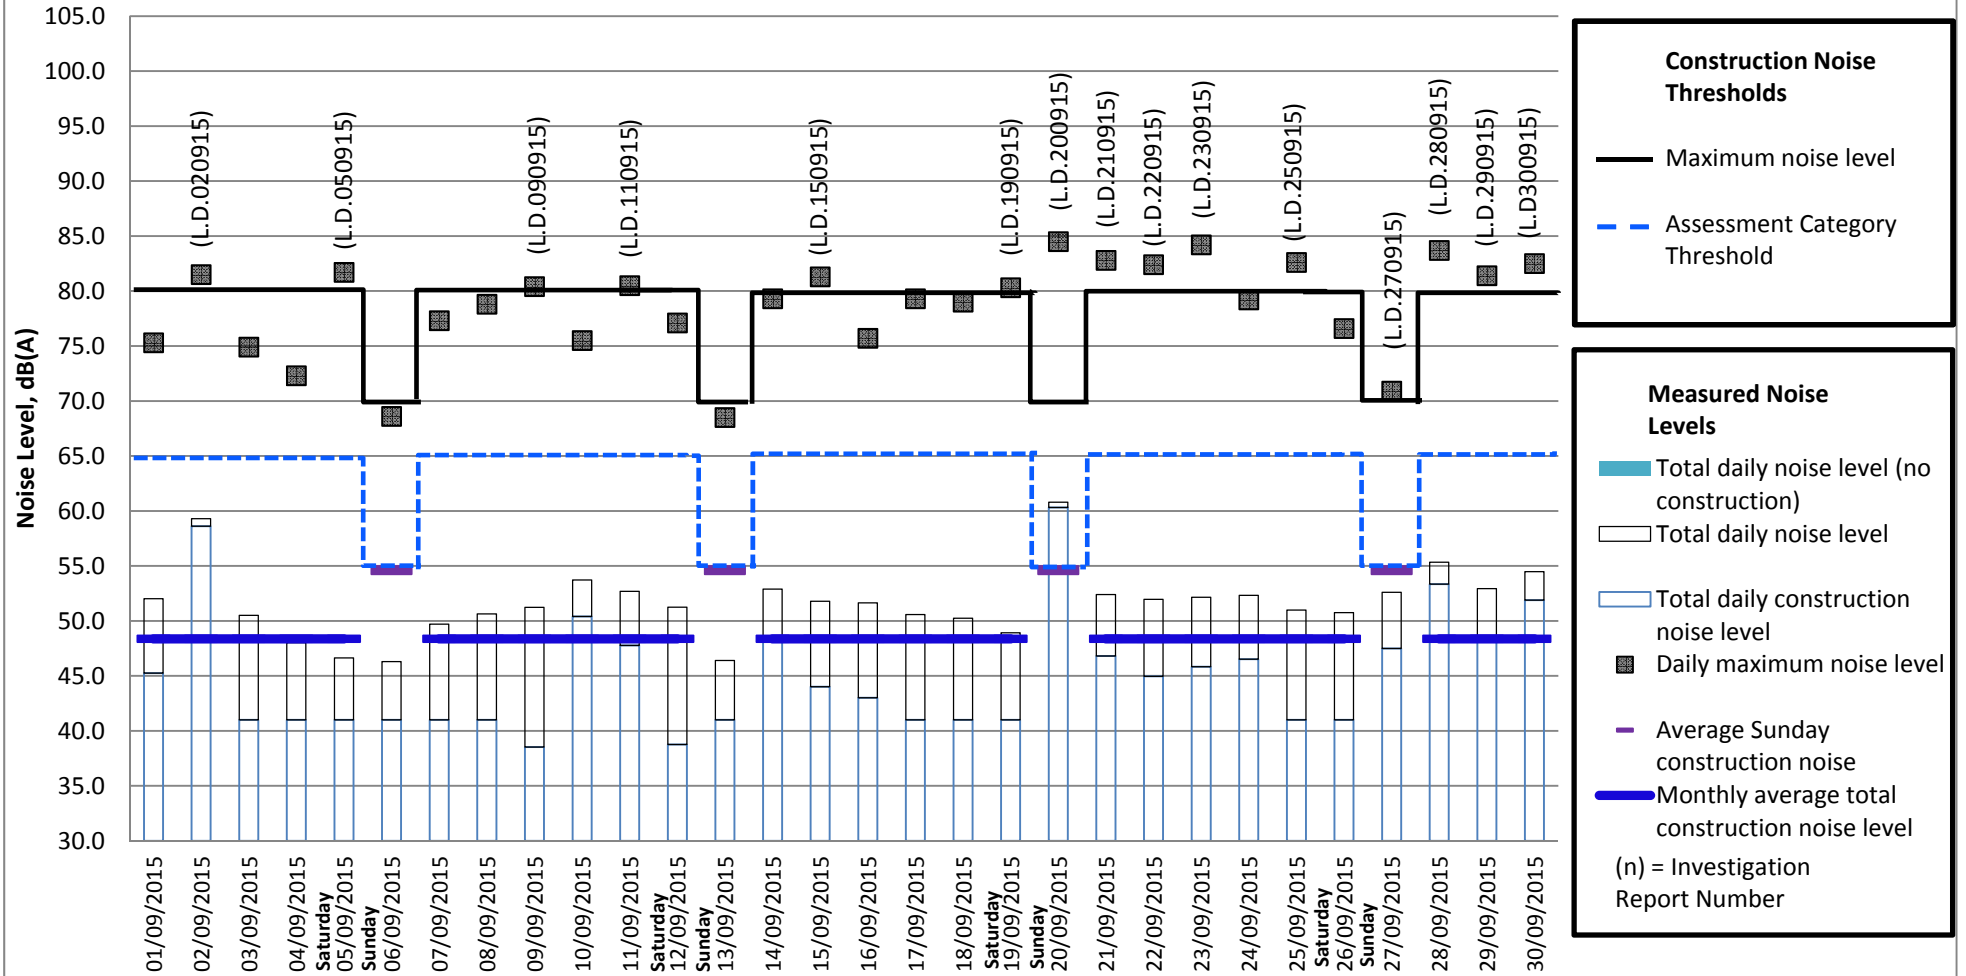 105.0
100.0
95.0
90.0
85.0
80.0
75.0
70.0
65.0
60.0
55.0
50.0
45.0
40.0
35.0
30.0
Noise Level, dB(A)
(L.D.020915)
(L.D.050915)
(L.D.090915)
(L.D.110915)
(L.D.150915)
(L.D.190915)
(L.D.200915)
(L.D.210915)
(L.D.220915)
(L.D.230915)
(L.D.250915)
(L.D.270915)
(L.D.280915)
(L.D.290915)
(L.D300915)
01/09/2015
02/09/2015
03/09/2015
04/09/2015
Saturday
05/09/2015
Sunday
06/09/2015
07/09/2015
08/09/2015
09/09/2015
10/09/2015
11/09/2015
Saturday
12/09/2015
Sunday
13/09/2015
14/09/2015
15/09/2015
16/09/2015
17/09/2015
18/09/2015
Saturday
19/09/2015
Sunday
20/09/2015
21/09/2015
22/09/2015
23/09/2015
24/09/2015
25/09/2015
Saturday
26/09/2015
Sunday
27/09/2015
28/09/2015
29/09/2015
30/09/2015
Construction Noise
Thresholds
Maximum noise level
Assessment Category
Threshold
Measured Noise
Levels
Total daily noise level (no
construction)
Total daily noise level
Total daily construction
noise level
Daily maximum noise level
Average Sunday
construction noise
Monthly average total
construction noise level
(n) = Investigation
Report Number